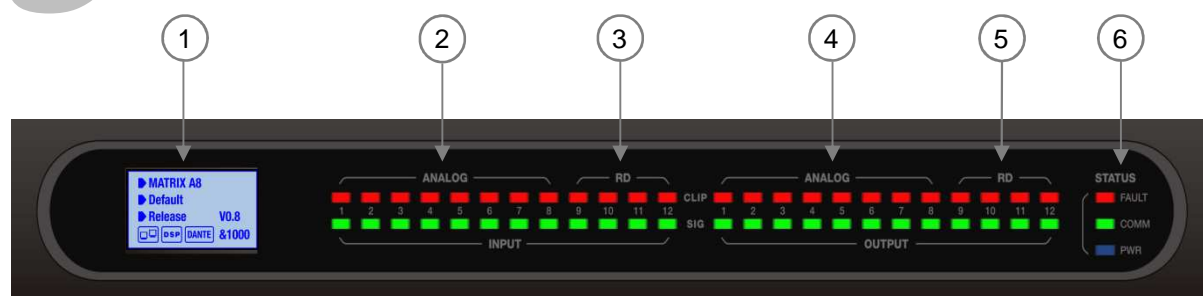 1 2 3 4 5 6
MATRIX A8
Default
Release V0.8
DSP DANTE &1000
ANALOG RD ANALOG RD STATUS
CLIP FAULT
1 2 3 4 5 6 7 8 9 10 11 12 1 2 3 4 5 6 7 8 9 10 11 12
SIG COMM
INPUT OUTPUT
PWR